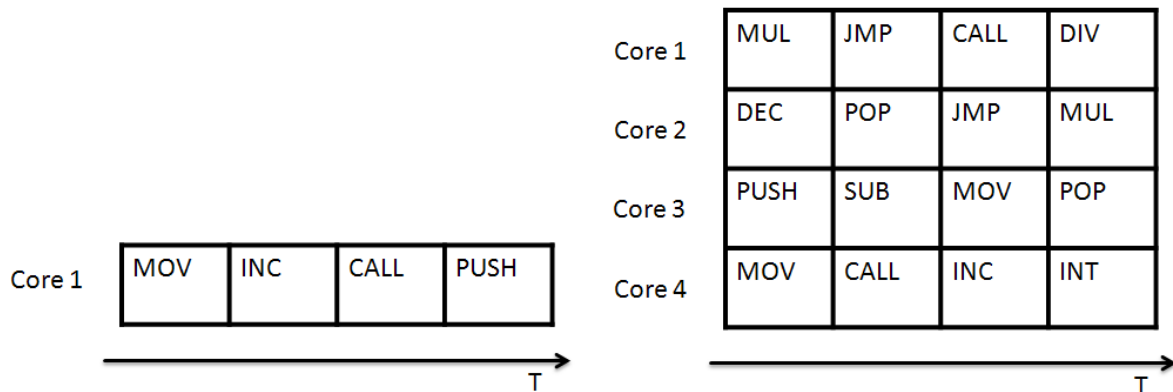 Core 1 MOV INC CALL PUSH
T
Core 1 MUL JMP CALL DIV
Core 2 DEC POP JMP MUL
Core 3 PUSH SUB MOV POP
Core 4 MOV CALL INC INT
T